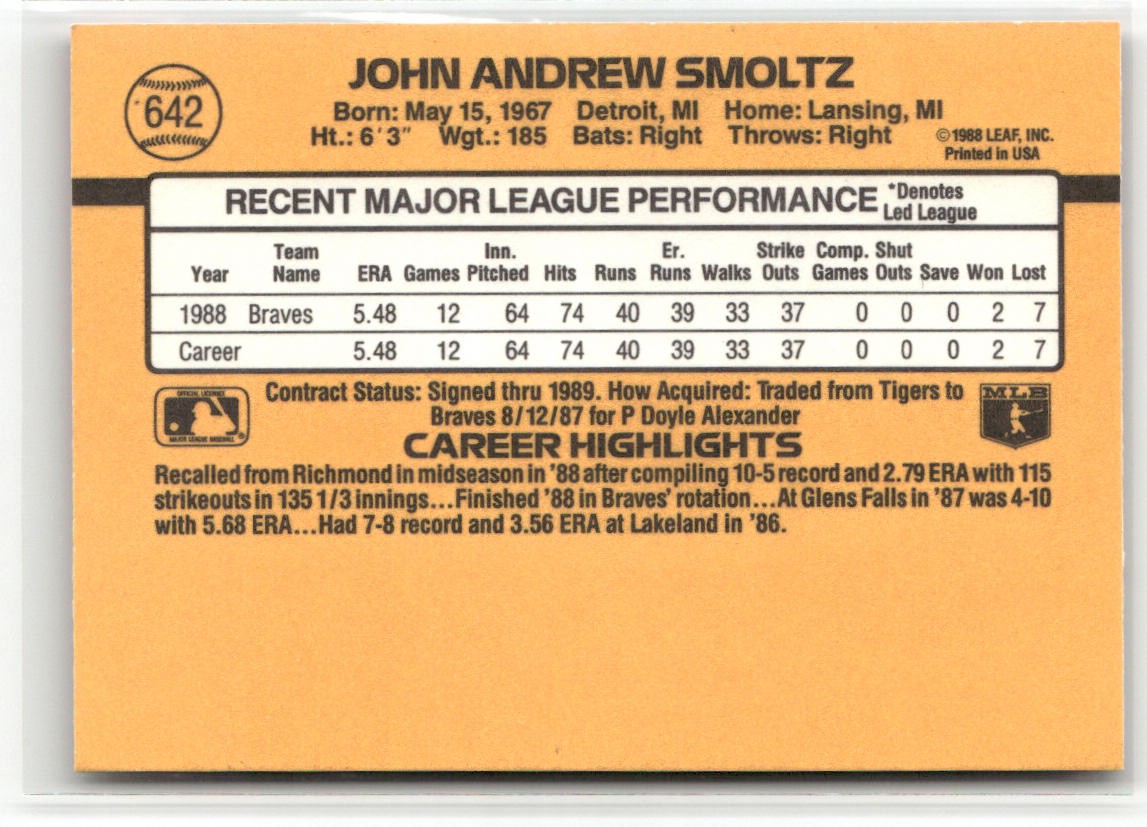 JOHN ANDREW SMOLTZ
642
Born: May 15, 1967 Detroit, MI Home: Lansing, MI
Ht.: 6'3" Wgt.: 185 Bats: Right Throws: Right
©1988 LEAF, INC.
Printed in USA
RECENT MAJOR LEAGUE PERFORMANCE
*Denotes
Led League
Year Team Name ERA Games Inn. Pitched Hits Runs Er. Runs Walks Strike Outs Comp. Games Shut Outs Save Won Lost
1988 Braves 5.48 12 64 74 40 39 33 37 0 0 0 2 7
Career 5.48 12 64 74 40 39 33 37 0 0 0 2 7
Contract Status: Signed thru 1989. How Acquired: Traded from Tigers to
Braves 8/12/87 for P Doyle Alexander
OFFICIAL LICENSEE
MAJOR LEAGUE BASEBALL
®
MLB
CAREER HIGHLIGHTS
Recalled from Richmond in midseason in '88 after compiling 10-5 record and 2.79 ERA with 115
strikeouts in 135 1/3 innings...Finished '88 in Braves' rotation...At Glens Falls in '87 was 4-10
with 5.68 ERA...Had 7-8 record and 3.56 ERA at Lakeland in '86.